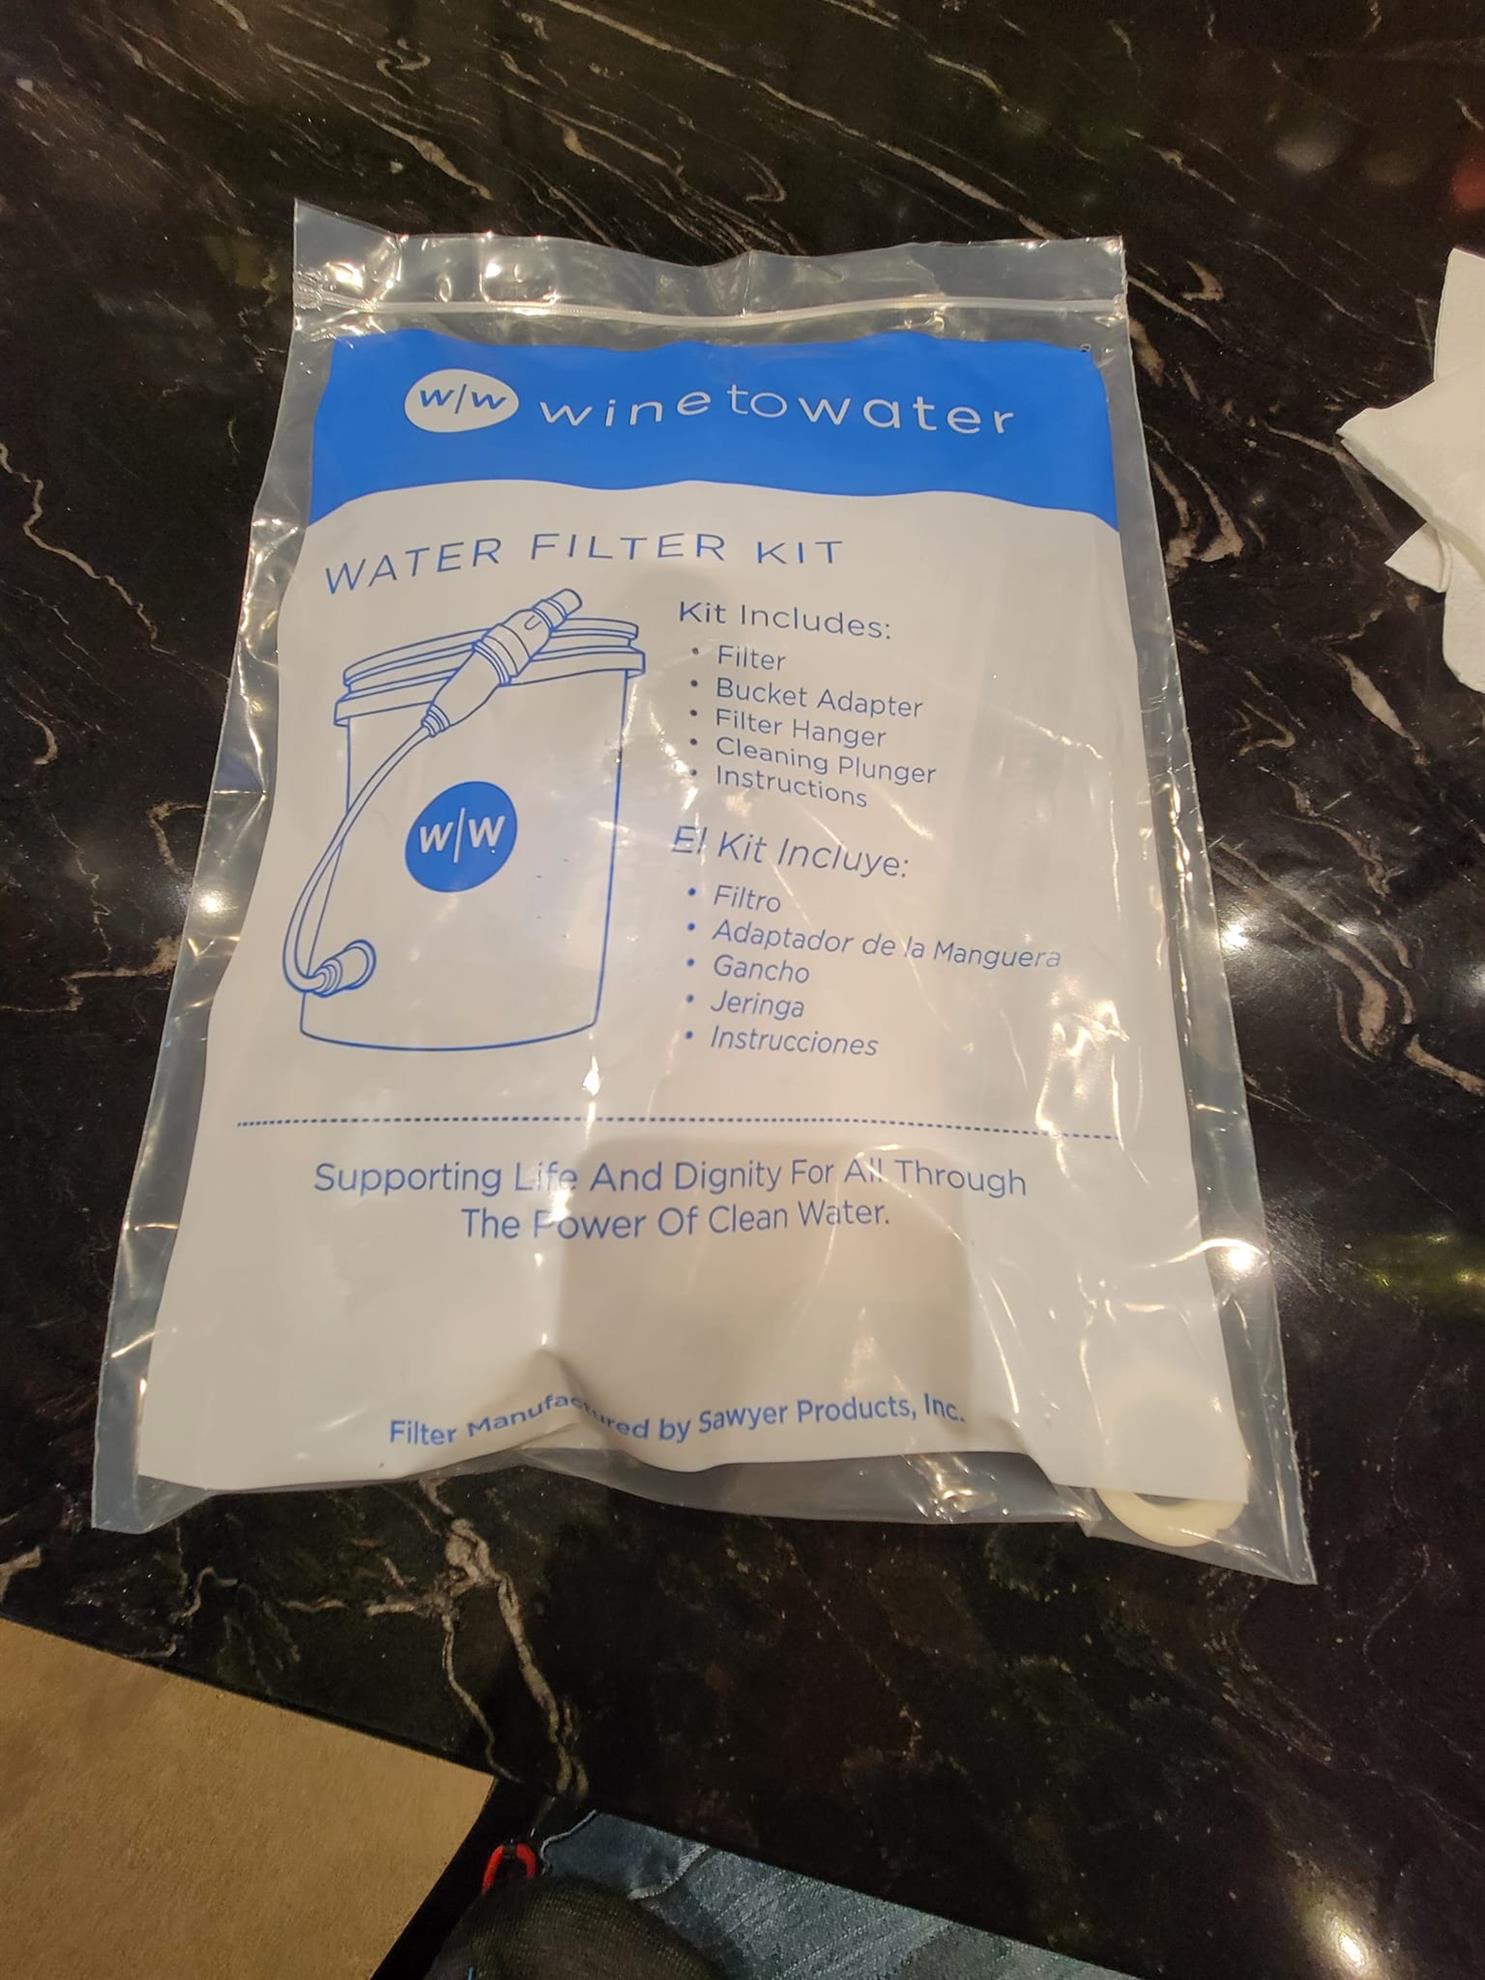 w/w winetowater
WATER FILTER KIT
Kit Includes:
• Filter
• Bucket Adapter
• Filter Hanger
• Cleaning Plunger
• Instructions
w/w
El Kit Incluye:
• Filtro
• Adaptador de la Manguera
• Gancho
• Jeringa
• Instrucciones
Supporting Life And Dignity For All Through
The Power Of Clean Water.
Filter Manufactured by Sawyer Products, Inc.